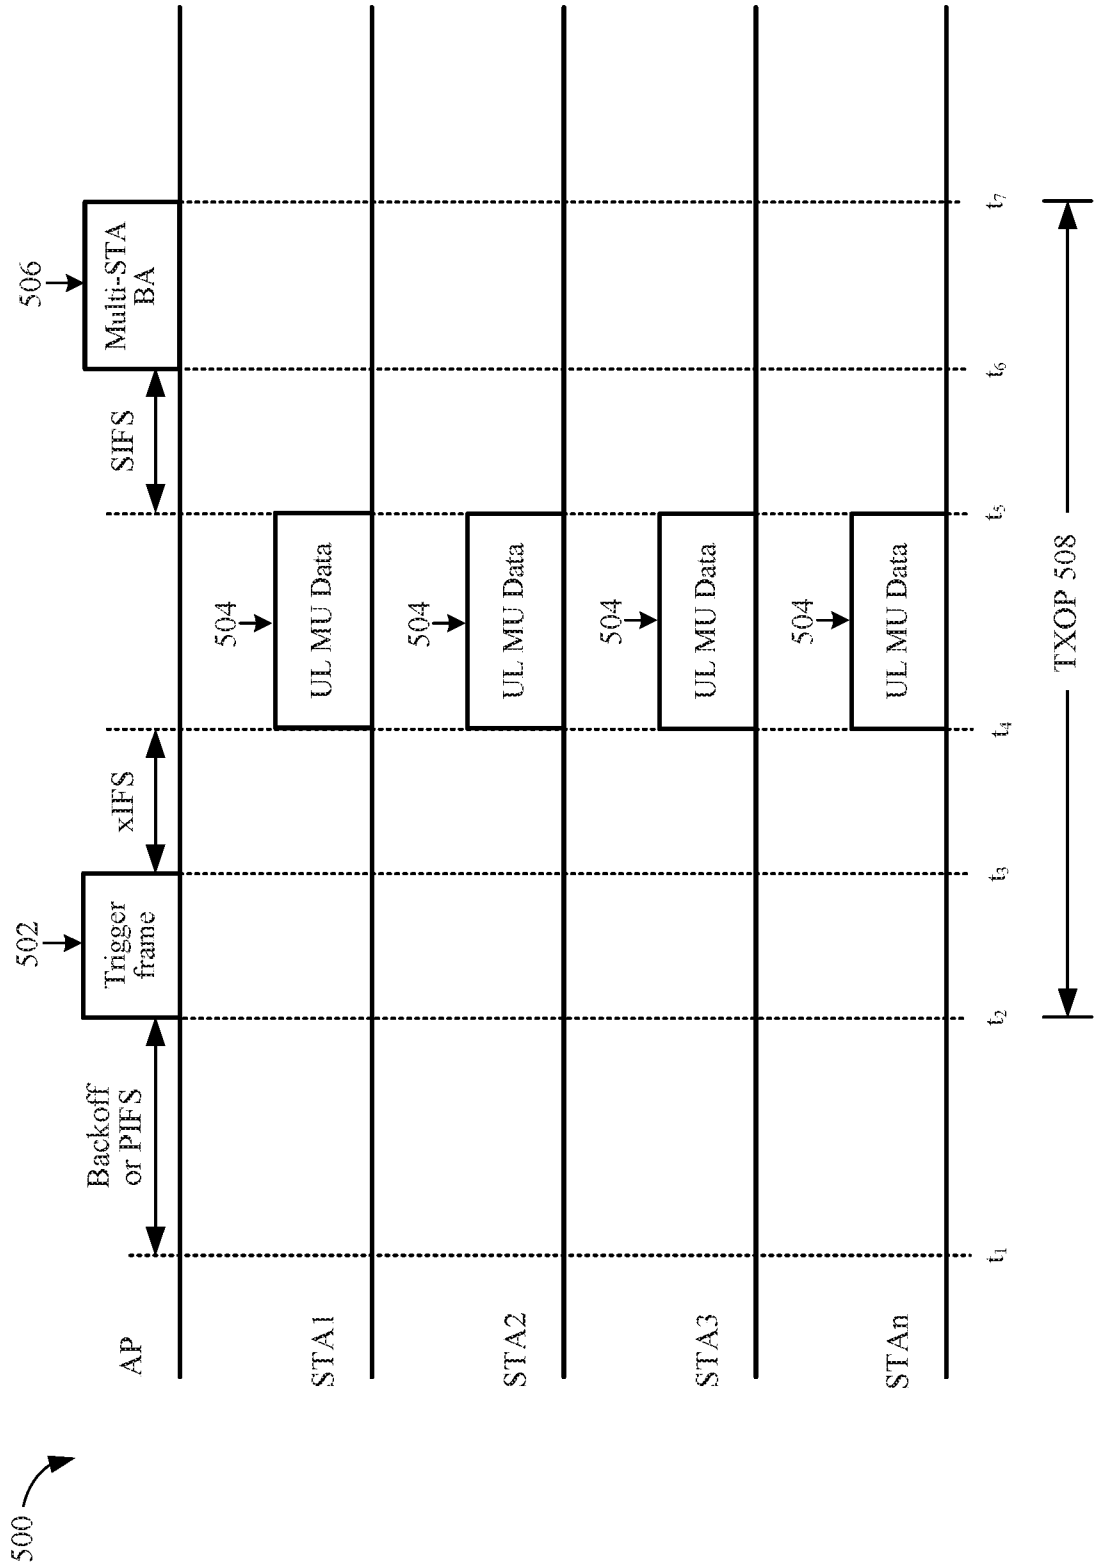 500
502
506
Backoff
or PIFS
Trigger
frame
xIFS
SIFS
Multi-STA
BA
AP
504
UL MU Data
STA1
504
UL MU Data
STA2
504
UL MU Data
STA3
504
UL MU Data
STAn
t1
t2
t3
t4
t5
t6
t7
TXOP 508